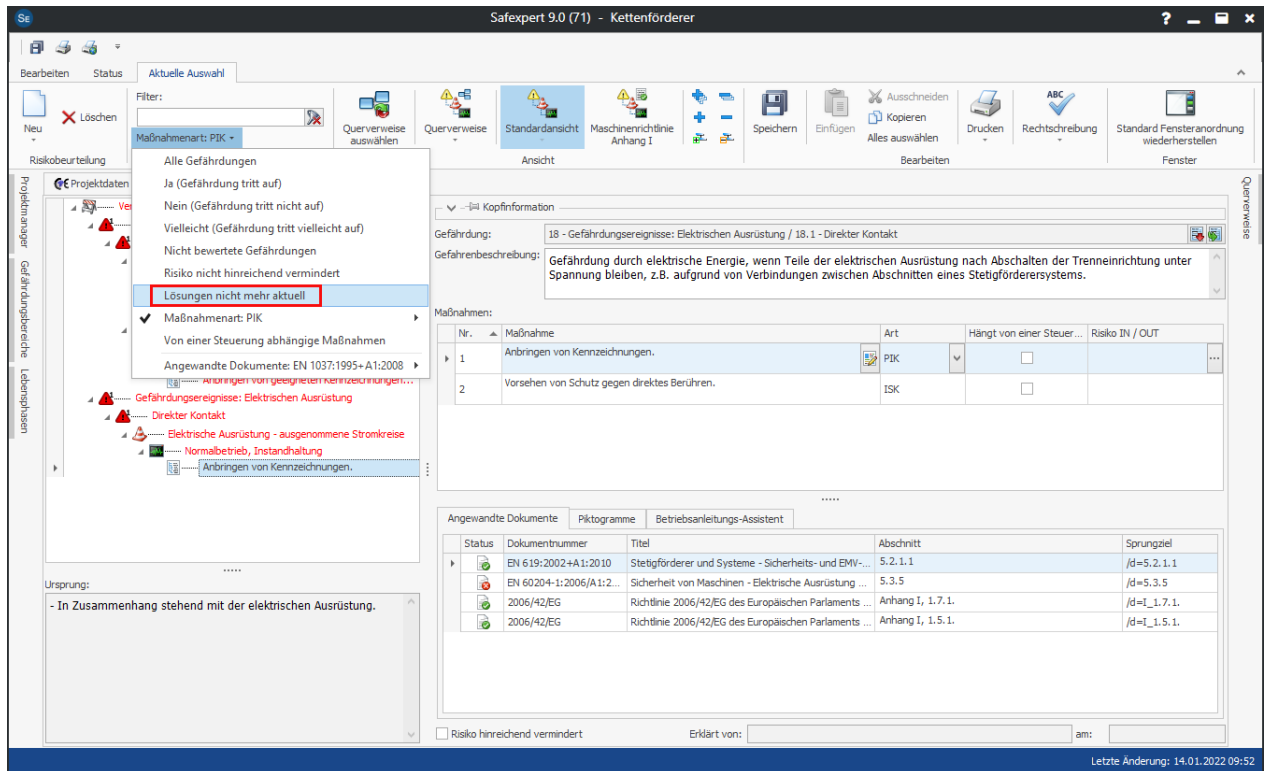 SE
Safexpert 9.0 (71) - Kettenförderer
Bearbeiten Status Aktuelle Auswahl
Neu
Löschen
Risikobeurteilung
Filter:
Maßnahmenart: PIK
Querverweise auswählen
Querverweise
Standardansicht
Maschinenrichtlinie Anhang I
Ansicht
Speichern
Einfügen
Ausschneiden
Kopieren
Alles auswählen
Drucken
ABC
Rechtschreibung
Bearbeiten
Standard Fensteranordnung wiederherstellen
Fenster
Projektmanager
Gefährdungsbereiche
Lebensphasen
Querverweise
Projektdaten
Alle Gefährdungen
Ja (Gefährdung tritt auf)
Nein (Gefährdung tritt nicht auf)
Vielleicht (Gefährdung tritt vielleicht auf)
Nicht bewertete Gefährdungen
Risiko nicht hinreichend vermindert
Lösungen nicht mehr aktuell
Maßnahmenart: PIK
Von einer Steuerung abhängige Maßnahmen
Angewandte Dokumente: EN 1037:1995+A1:2008
Anbringen von geeigneten Kennzeichnungen...
Gefährdungsereignisse: Elektrischen Ausrüstung
Direkter Kontakt
Elektrische Ausrüstung - ausgenommene Stromkreise
Normalbetrieb, Instandhaltung
Anbringen von Kennzeichnungen.
Ursprung:
- In Zusammenhang stehend mit der elektrischen Ausrüstung.
Kopfinformation
Gefährdung: 18 - Gefährdungsereignisse: Elektrischen Ausrüstung / 18.1 - Direkter Kontakt
Gefahrenbeschreibung: Gefährdung durch elektrische Energie, wenn Teile der elektrischen Ausrüstung nach Abschalten der Trenneinrichtung unter
Spannung bleiben, z.B. aufgrund von Verbindungen zwischen Abschnitten eines Stetigförderersystems.
Maßnahmen:
Nr. Maßnahme Art Hängt von einer Steuer... Risiko IN / OUT
1 Anbringen von Kennzeichnungen. PIK ...
2 Vorsehen von Schutz gegen direktes Berühren. ISK
Angewandte Dokumente Piktogramme Betriebsanleitungs-Assistent
Status Dokumentnummer Titel Abschnitt Sprungziel
EN 619:2002+A1:2010 Stetigförderer und Systeme - Sicherheits- und EMV-... 5.2.1.1 /d=5.2.1.1
EN 60204-1:2006/A1:2... Sicherheit von Maschinen - Elektrische Ausrüstung ... 5.3.5 /d=5.3.5
2006/42/EG Richtlinie 2006/42/EG des Europäischen Parlaments ... Anhang I, 1.7.1. /d=I_1.7.1.
2006/42/EG Richtlinie 2006/42/EG des Europäischen Parlaments ... Anhang I, 1.5.1. /d=I_1.5.1.
Risiko hinreichend vermindert Erklärt von: am:
Letzte Änderung: 14.01.2022 09:52